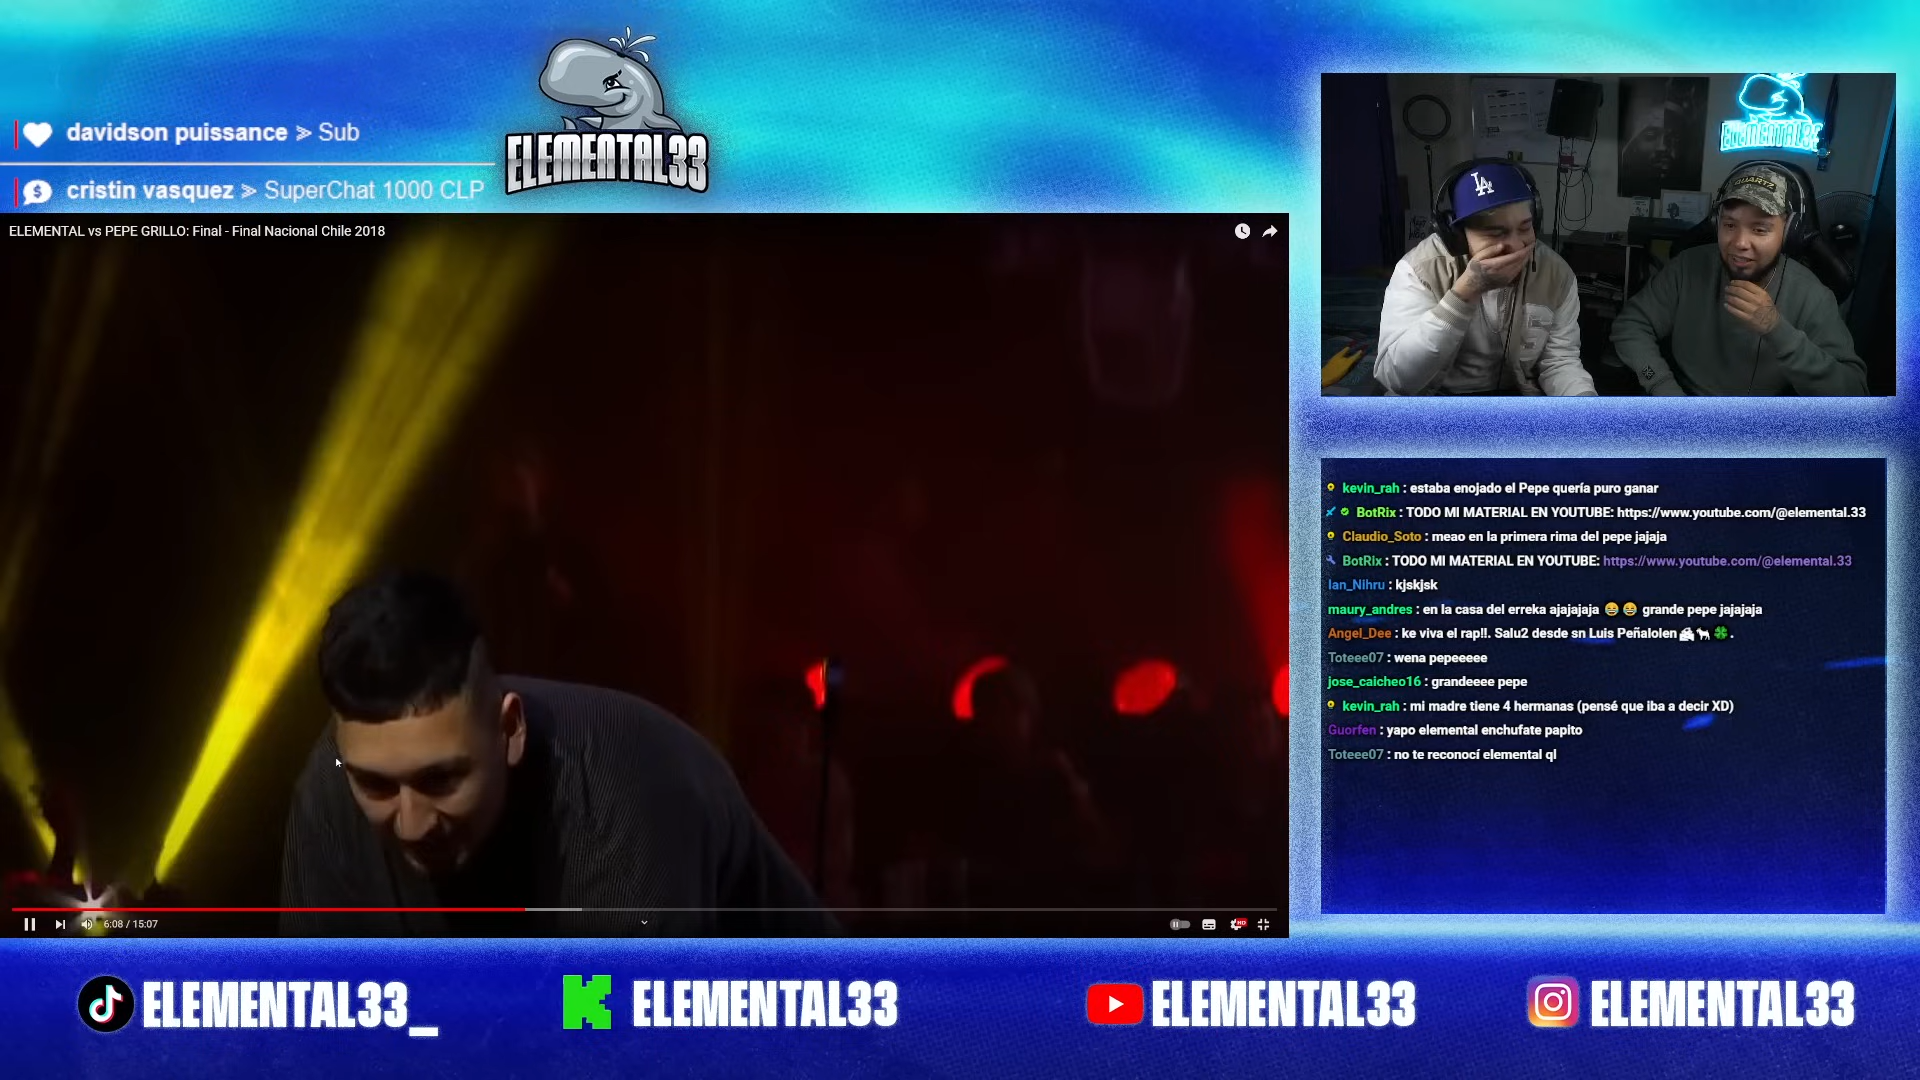 davidson puissance ➢ Sub
cristin vasquez ➢ SuperChat 1000 CLP
ELEMENTAL33
ELEMENTAL vs PEPE GRILLO: Final - Final Nacional Chile 2018
6:08 / 15:07
HD
LA
QUARTZ
ELEMENTAL33
kevin_rah : estaba enojado el Pepe quería puro ganar
BotRix : TODO MI MATERIAL EN YOUTUBE: https://www.youtube.com/@elemental.33
Claudio_Soto : meao en la primera rima del pepe jajaja
BotRix : TODO MI MATERIAL EN YOUTUBE: https://www.youtube.com/@elemental.33
Ian_Nihru : kjskjsk
maury_andres : en la casa del erreka ajajajaja 😂 😂 grande pepe jajajaja
Angel_Dee : ke viva el rap!!. Salu2 desde sn Luis Peñalolen 🏔🐕🍀.
Toteee07 : wena pepeeeee
jose_caicheo16 : grandeeee pepe
kevin_rah : mi madre tiene 4 hermanas (pensé que iba a decir XD)
Guorfen : yapo elemental enchufate papito
Toteee07 : no te reconocí elemental ql
ELEMENTAL33_
ELEMENTAL33
ELEMENTAL33
ELEMENTAL33